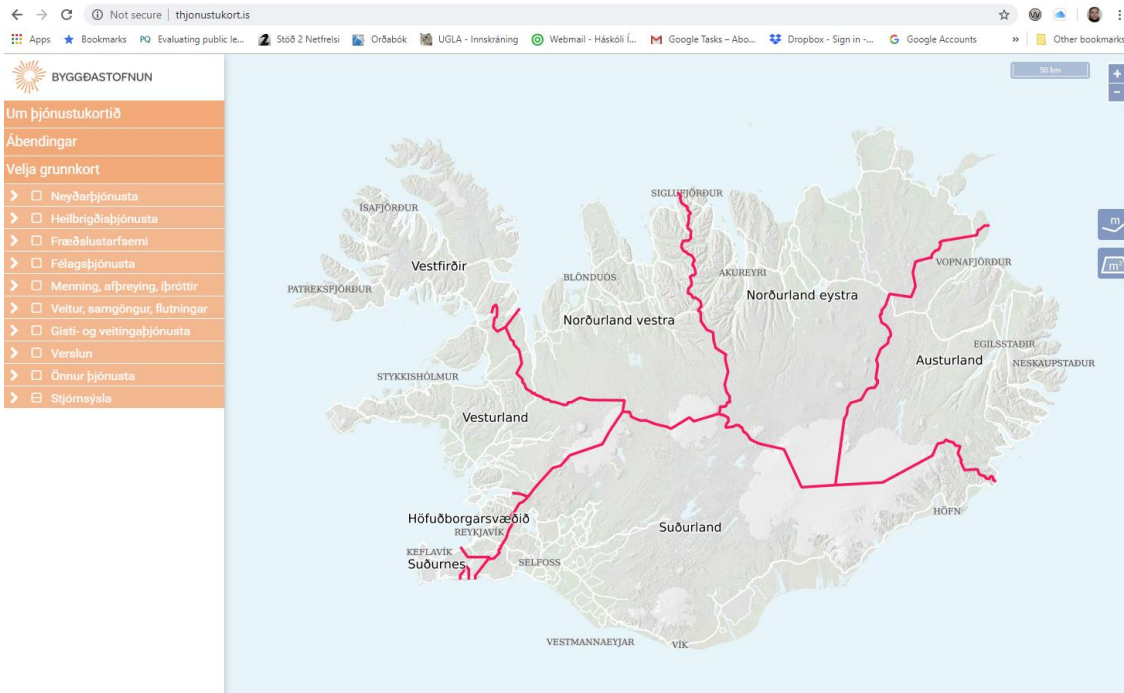 Not secure | thjonustukort.is
Apps Bookmarks Evaluating public le... Stöð 2 Netfrelsi Orðabók UGLA - Innskráning Webmail - Háskóli Í... Google Tasks – Abo... Dropbox - Sign in -... Google Accounts » Other bookmarks
BYGGÐASTOFNUN
Um þjónustukortið
Ábendingar
Velja grunnkort
Neyðarþjónusta
Heilbrigðisþjónusta
Fræðslustarfsemi
Félagsþjónusta
Menning, afþreying, íþróttir
Veitur, samgöngur, flutningar
Gisti- og veitingaþjónusta
Verslun
Önnur þjónusta
Stjórnsýsla
50 km
+
-
m
m²
SIGLUFJÖRÐUR
ÍSAFJÖRÐUR
Vestfirðir
BLÖNDUÓS
AKUREYRI
VOPNAFJÖRÐUR
PATREKSFJÖRÐUR
Norðurland eystra
Norðurland vestra
EGILSSTAÐIR
Austurland
NESKAUPSTAÐUR
STYKKISHÓLMUR
Vesturland
HÖFN
Höfuðborgarsvæðið
Suðurland
REYKJAVÍK
KEFLAVÍK
Suðurnes
SELFOSS
VESTMANNAEYJAR
VÍK